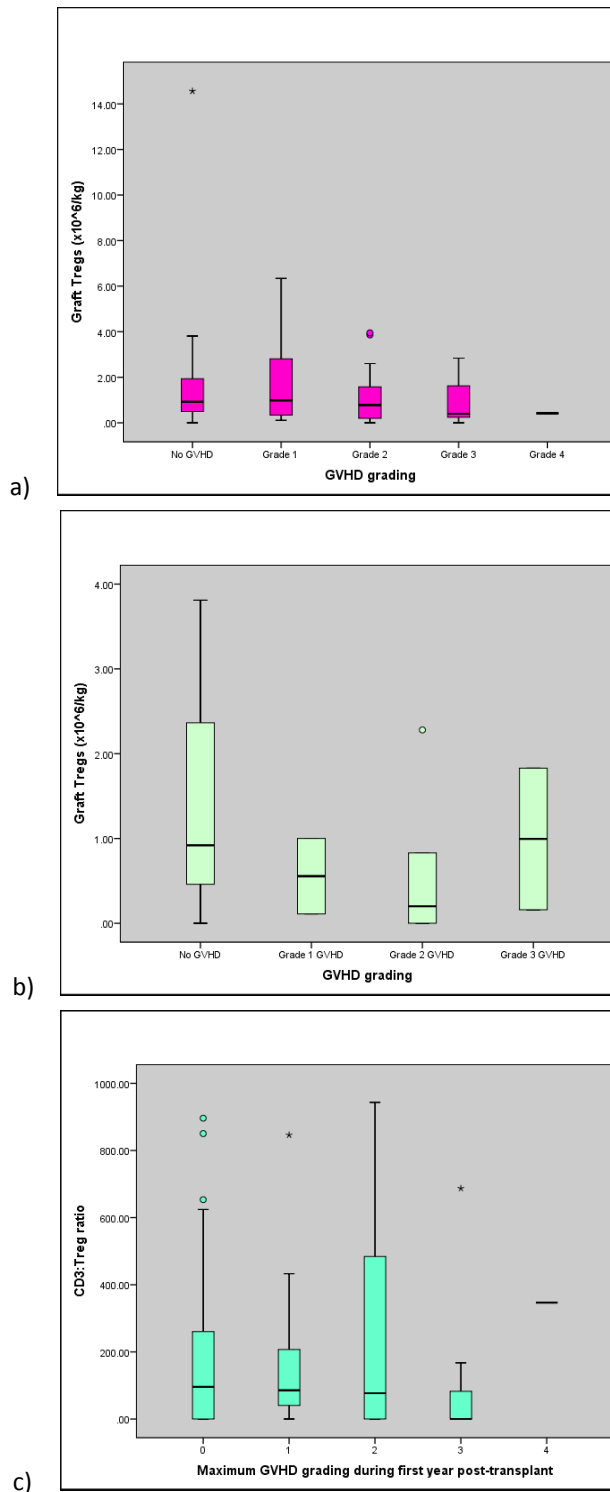 14.00
12.00
10.00
8.00
6.00
4.00
2.00
.00
Graft Tregs (x10^6/kg)
*
No GVHD Grade 1 Grade 2 Grade 3 Grade 4
GVHD grading
a)
4.00
3.00
2.00
1.00
.00
Graft Tregs (x10^6/kg)
No GVHD Grade 1 GVHD Grade 2 GVHD Grade 3 GVHD
GVHD grading
b)
1000.00
800.00
600.00
400.00
200.00
.00
CD3:Treg ratio
* *
0 1 2 3 4
Maximum GVHD grading during first year post-transplant
c)